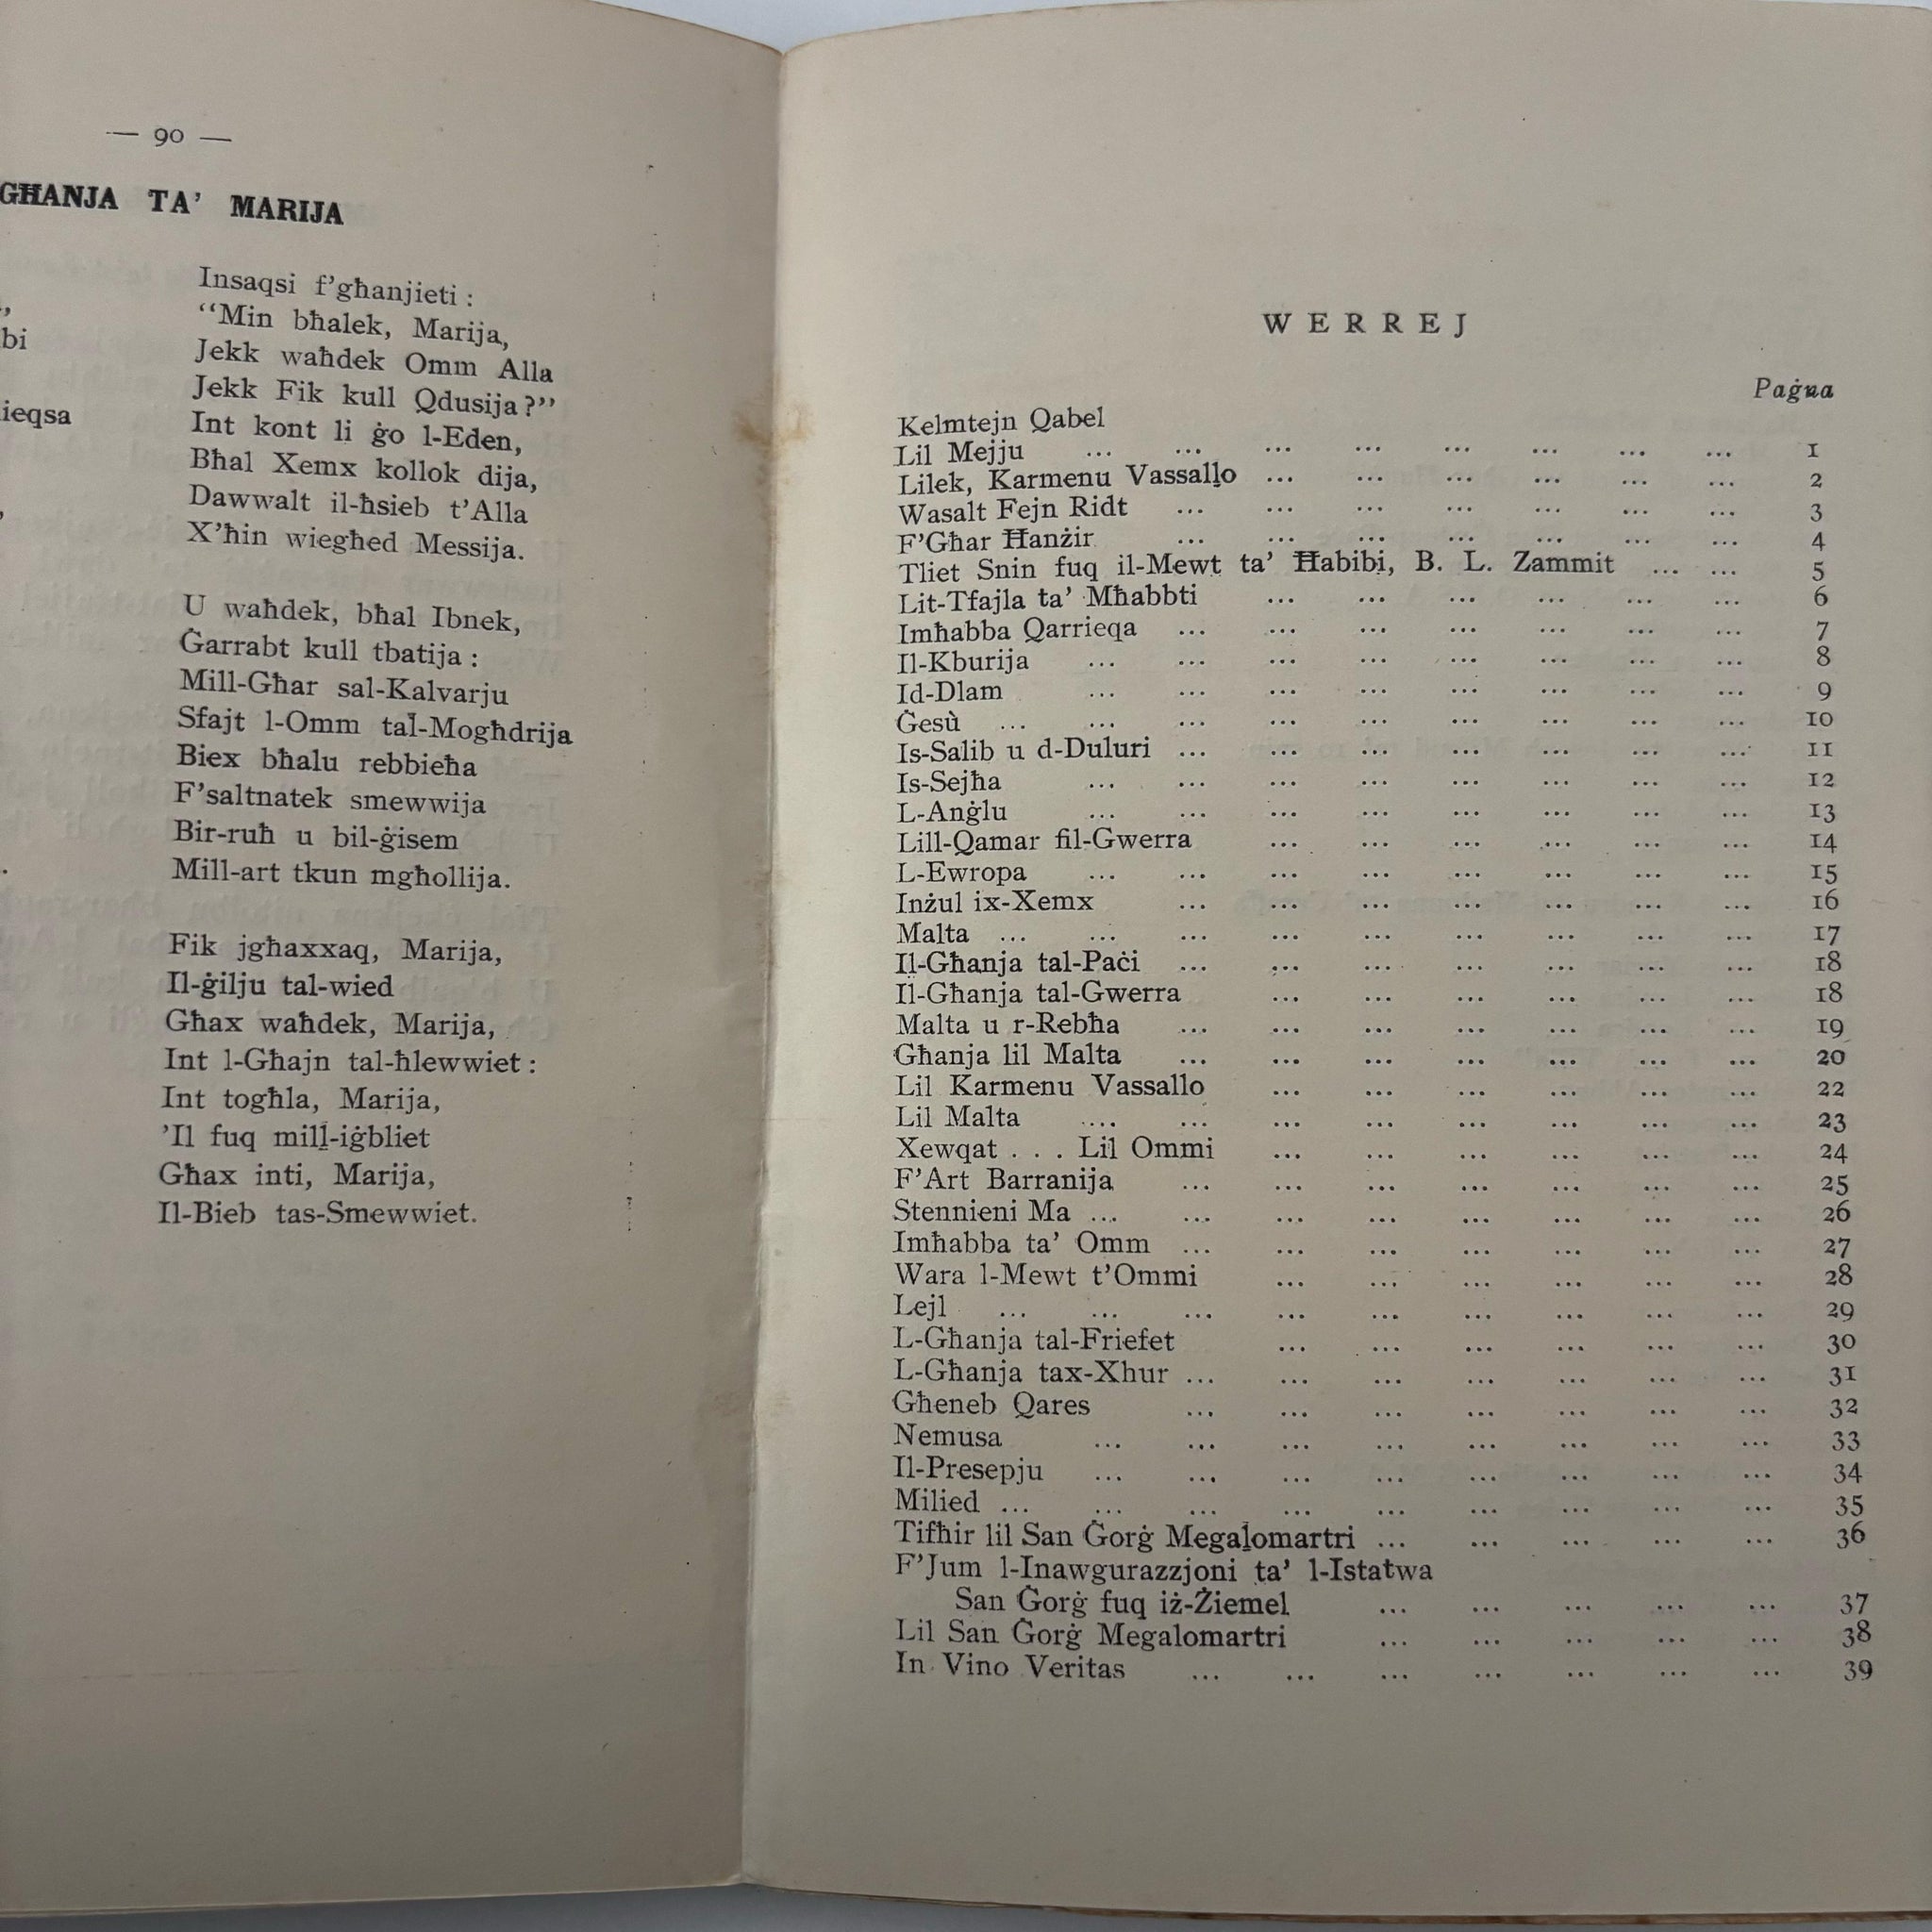 — 90 —
GĦANJA TA' MARIJA
bi
ieqsa
Insaqsi f'għanjieti :
“Min bħalek, Marija,
Jekk waħdek Omm Alla
Jekk Fik kull Qdusija?”
Int kont li ġo l-Eden,
Bħal Xemx kollok dija,
Dawwalt il-ħsieb t'Alla
X'ħin wiegħed Messija.
U waħdek, bħal Ibnek,
Ġarrabt kull tbatija :
Mill-Għar sal-Kalvarju
Sfajt l-Omm tal-Mogħdrija
Biex bħalu rebbieħa
F'saltnatek smewwija
Bir-ruħ u bil-ġisem
Mill-art tkun mgħollija.
Fik jgħaxxaq, Marija,
Il-ġilju tal-wied
Għax waħdek, Marija,
Int l-Għajn tal-ħlewwiet :
Int togħla, Marija,
'Il fuq mill-iġbliet
Għax inti, Marija,
Il-Bieb tas-Smewwiet.
WERREJ
Paġna
Kelmtejn Qabel
Lil Mejju ... ... ... ... ... ... ... ... 1
Lilek, Karmenu Vassallo ... ... ... ... ... ... 2
Wasalt Fejn Ridt ... ... ... ... ... ... ... 3
F'Għar Ħanżir ... ... ... ... ... ... ... 4
Tliet Snin fuq il-Mewt ta' Ħabibi, B. L. Zammit ... ... 5
Lit-Tfajla ta' Mħabbti ... ... ... ... ... ... 6
Imħabba Qarrieqa ... ... ... ... ... ... ... 7
Il-Kburija ... ... ... ... ... ... ... ... 8
Id-Dlam ... ... ... ... ... ... ... ... 9
Ġesù ... ... ... ... ... ... ... ... ... 10
Is-Salib u d-Duluri ... ... ... ... ... ... ... 11
Is-Sejħa ... ... ... ... ... ... ... ... 12
L-Anġlu ... ... ... ... ... ... ... ... 13
Lill-Qamar fil-Gwerra ... ... ... ... ... ... 14
L-Ewropa ... ... ... ... ... ... ... ... 15
Inżul ix-Xemx ... ... ... ... ... ... ... 16
Malta ... ... ... ... ... ... ... ... ... 17
Il-Għanja tal-Paċi ... ... ... ... ... ... ... 18
Il-Għanja tal-Gwerra ... ... ... ... ... ... 18
Malta u r-Rebħa ... ... ... ... ... ... ... 19
Għanja lil Malta ... ... ... ... ... ... ... 20
Lil Karmenu Vassallo ... ... ... ... ... ... 22
Lil Malta .... ... ... ... ... ... ... ... 23
Xewqat . . . Lil Ommi ... ... ... ... ... ... 24
F'Art Barranija ... ... ... ... ... ... ... 25
Stennieni Ma ... ... ... ... ... ... ... ... 26
Imħabba ta' Omm ... ... ... ... ... ... ... 27
Wara l-Mewt t'Ommi ... ... ... ... ... ... 28
Lejl ... ... ... ... ... ... ... ... ... 29
L-Għanja tal-Friefet ... ... ... ... ... ... 30
L-Għanja tax-Xhur ... ... ... ... ... ... ... 31
Għeneb Qares ... ... ... ... ... ... ... 32
Nemusa ... ... ... ... ... ... ... ... 33
Il-Presepju ... ... ... ... ... ... ... ... 34
Milied ... ... ... ... ... ... ... ... ... 35
Tifħir lil San Ġorġ Megalomartri ... ... ... ... ... 36
F'Jum l-Inawgurazzjoni ta' l-Istatwa
San Ġorġ fuq iż-Żiemel ... ... ... ... ... 37
Lil San Ġorġ Megalomartri ... ... ... ... ... 38
In Vino Veritas ... ... ... ... ... ... ... 39